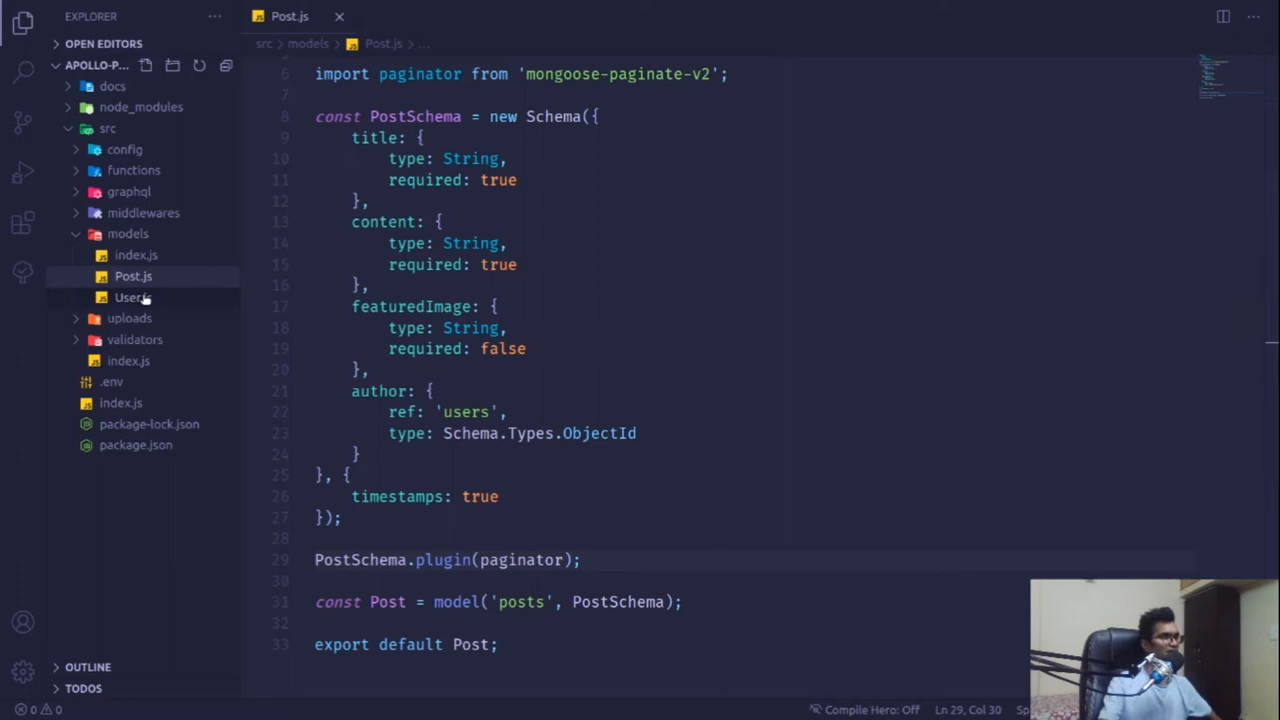 EXPLORER
OPEN EDITORS
APOLLO-P...
docs
node_modules
src
config
functions
graphql
middlewares
models
index.js
Post.js
User.js
uploads
validators
index.js
.env
index.js
package-lock.json
package.json
OUTLINE
TODOS
Post.js
src > models > Post.js > ...
6 import paginator from 'mongoose-paginate-v2';
7
8 const PostSchema = new Schema({
9 title: {
10 type: String,
11 required: true
12 },
13 content: {
14 type: String,
15 required: true
16 },
17 featuredImage: {
18 type: String,
19 required: false
20 },
21 author: {
22 ref: 'users',
23 type: Schema.Types.ObjectId
24 }
25 }, {
26 timestamps: true
27 });
28
29 PostSchema.plugin(paginator);
30
31 const Post = model('posts', PostSchema);
32
33 export default Post;
0 0
Compile Hero: Off Ln 29, Col 30